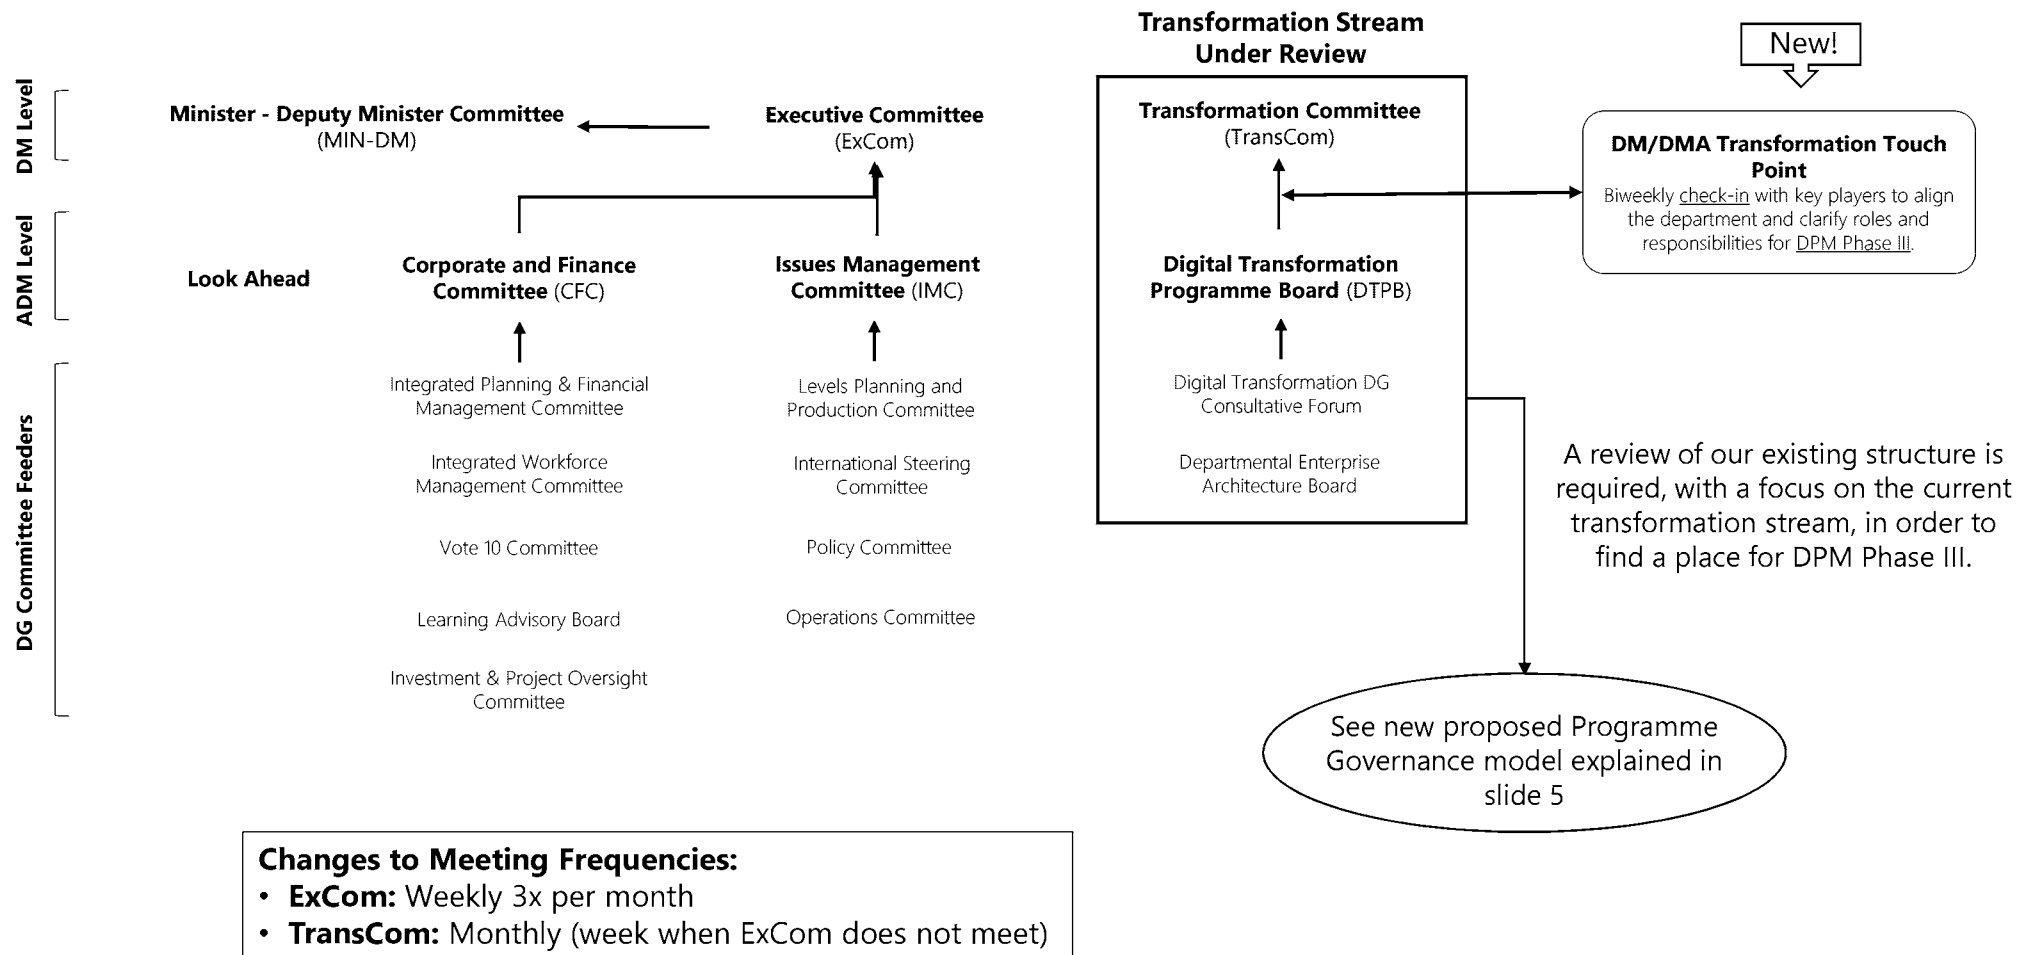 Transformation Stream
Under Review
New!
DM Level
Minister - Deputy Minister Committee
(MIN-DM)
Executive Committee
(ExCom)
Transformation Committee
(TransCom)
DM/DMA Transformation Touch
Point
Biweekly check-in with key players to align
the department and clarify roles and
responsibilities for DPM Phase III.
ADM Level
Look Ahead
Corporate and Finance
Committee (CFC)
Issues Management
Committee (IMC)
Digital Transformation
Programme Board (DTPB)
DG Committee Feeders
Integrated Planning & Financial
Management Committee
Integrated Workforce
Management Committee
Vote 10 Committee
Learning Advisory Board
Investment & Project Oversight
Committee
Levels Planning and
Production Committee
International Steering
Committee
Policy Committee
Operations Committee
Digital Transformation DG
Consultative Forum
Departmental Enterprise
Architecture Board
A review of our existing structure is
required, with a focus on the current
transformation stream, in order to
find a place for DPM Phase III.
See new proposed Programme
Governance model explained in
slide 5
Changes to Meeting Frequencies:
• ExCom: Weekly 3x per month
• TransCom: Monthly (week when ExCom does not meet)